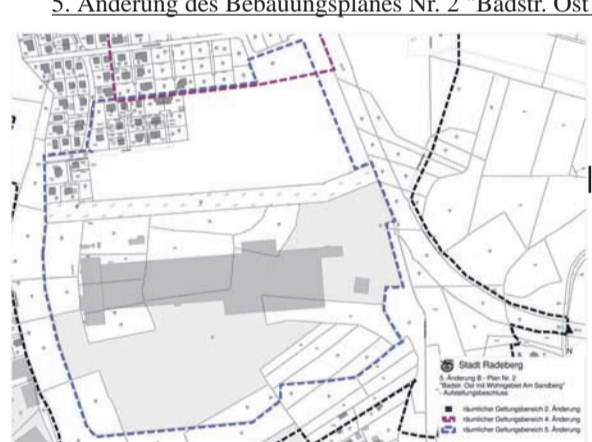 5. Änderung des Bebauungsplanes Nr. 2 "Badstr. Ost
Stadt Radeberg
5. Änderung B - Plan Nr. 2
"Badstr. Ost mit Wohngebiet Am Sandberg"
- Aufstellungsbeschluss
räumlicher Geltungsbereich 2. Änderung
räumlicher Geltungsbereich 4. Änderung
räumlicher Geltungsbereich 5. Änderung
N